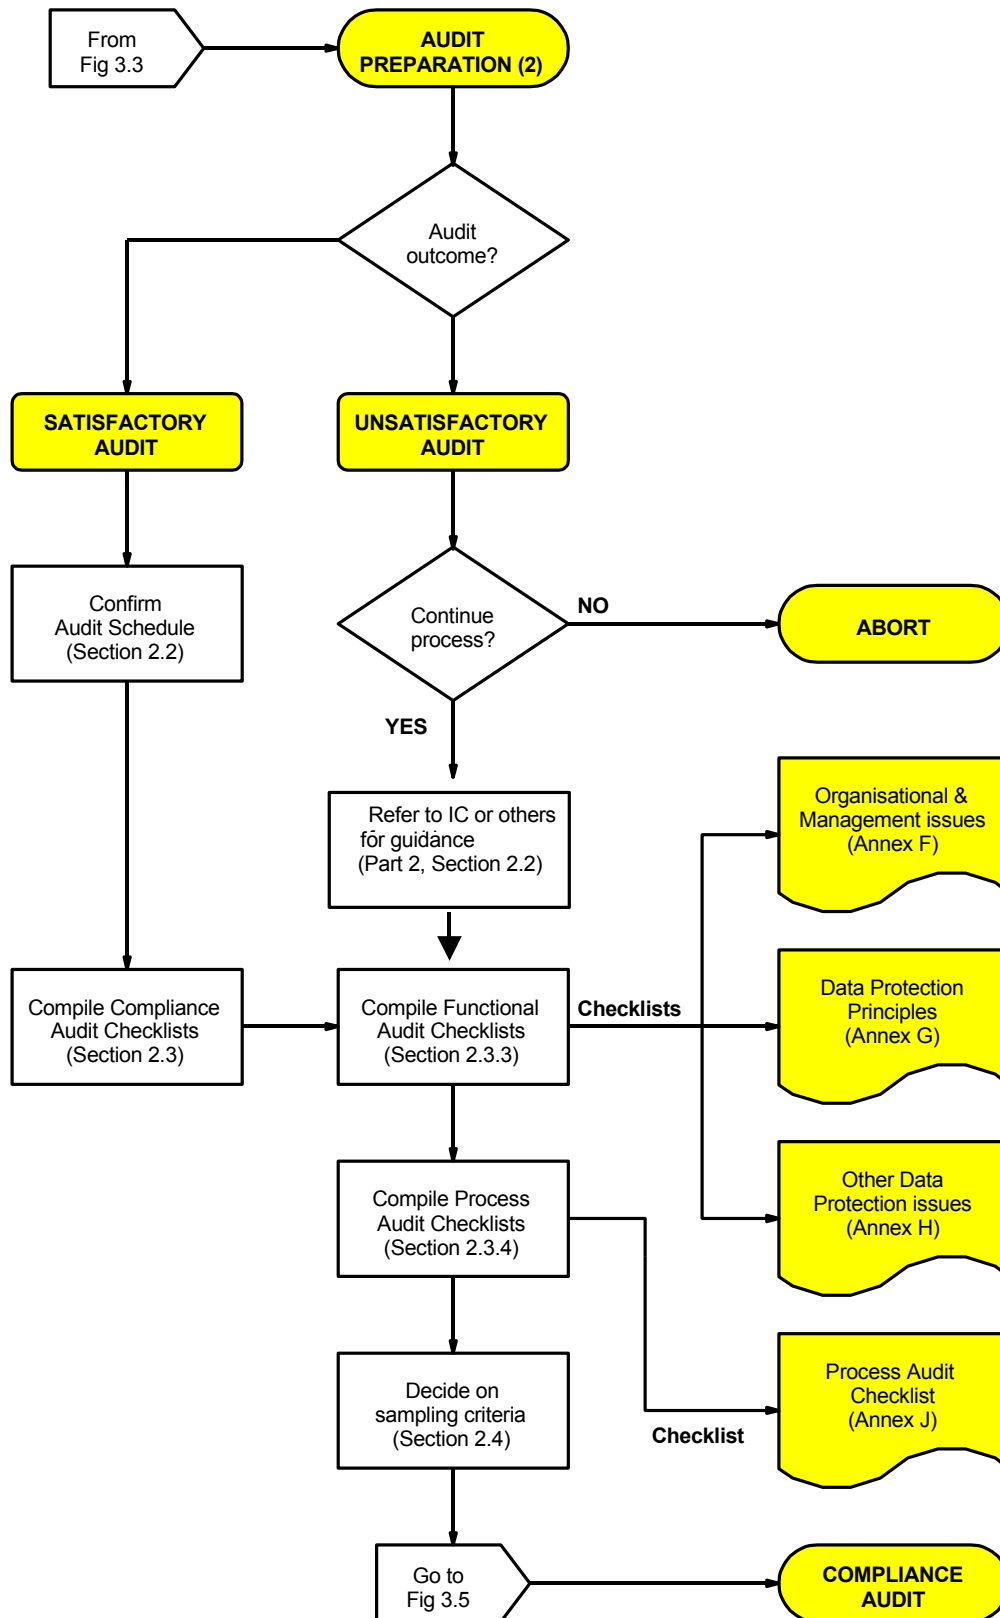 From
Fig 3.3
AUDIT
PREPARATION (2)
Audit
outcome?
SATISFACTORY
AUDIT
UNSATISFACTORY
AUDIT
Confirm
Audit Schedule
(Section 2.2)
Continue
process?
NO
ABORT
YES
Refer to IC or others
for guidance
(Part 2, Section 2.2)
Organisational &
Management issues
(Annex F)
Compile Compliance
Audit Checklists
(Section 2.3)
Compile Functional
Audit Checklists
(Section 2.3.3)
Checklists
Data Protection
Principles
(Annex G)
Compile Process
Audit Checklists
(Section 2.3.4)
Other Data
Protection issues
(Annex H)
Decide on
sampling criteria
(Section 2.4)
Checklist
Process Audit
Checklist
(Annex J)
Go to
Fig 3.5
COMPLIANCE
AUDIT